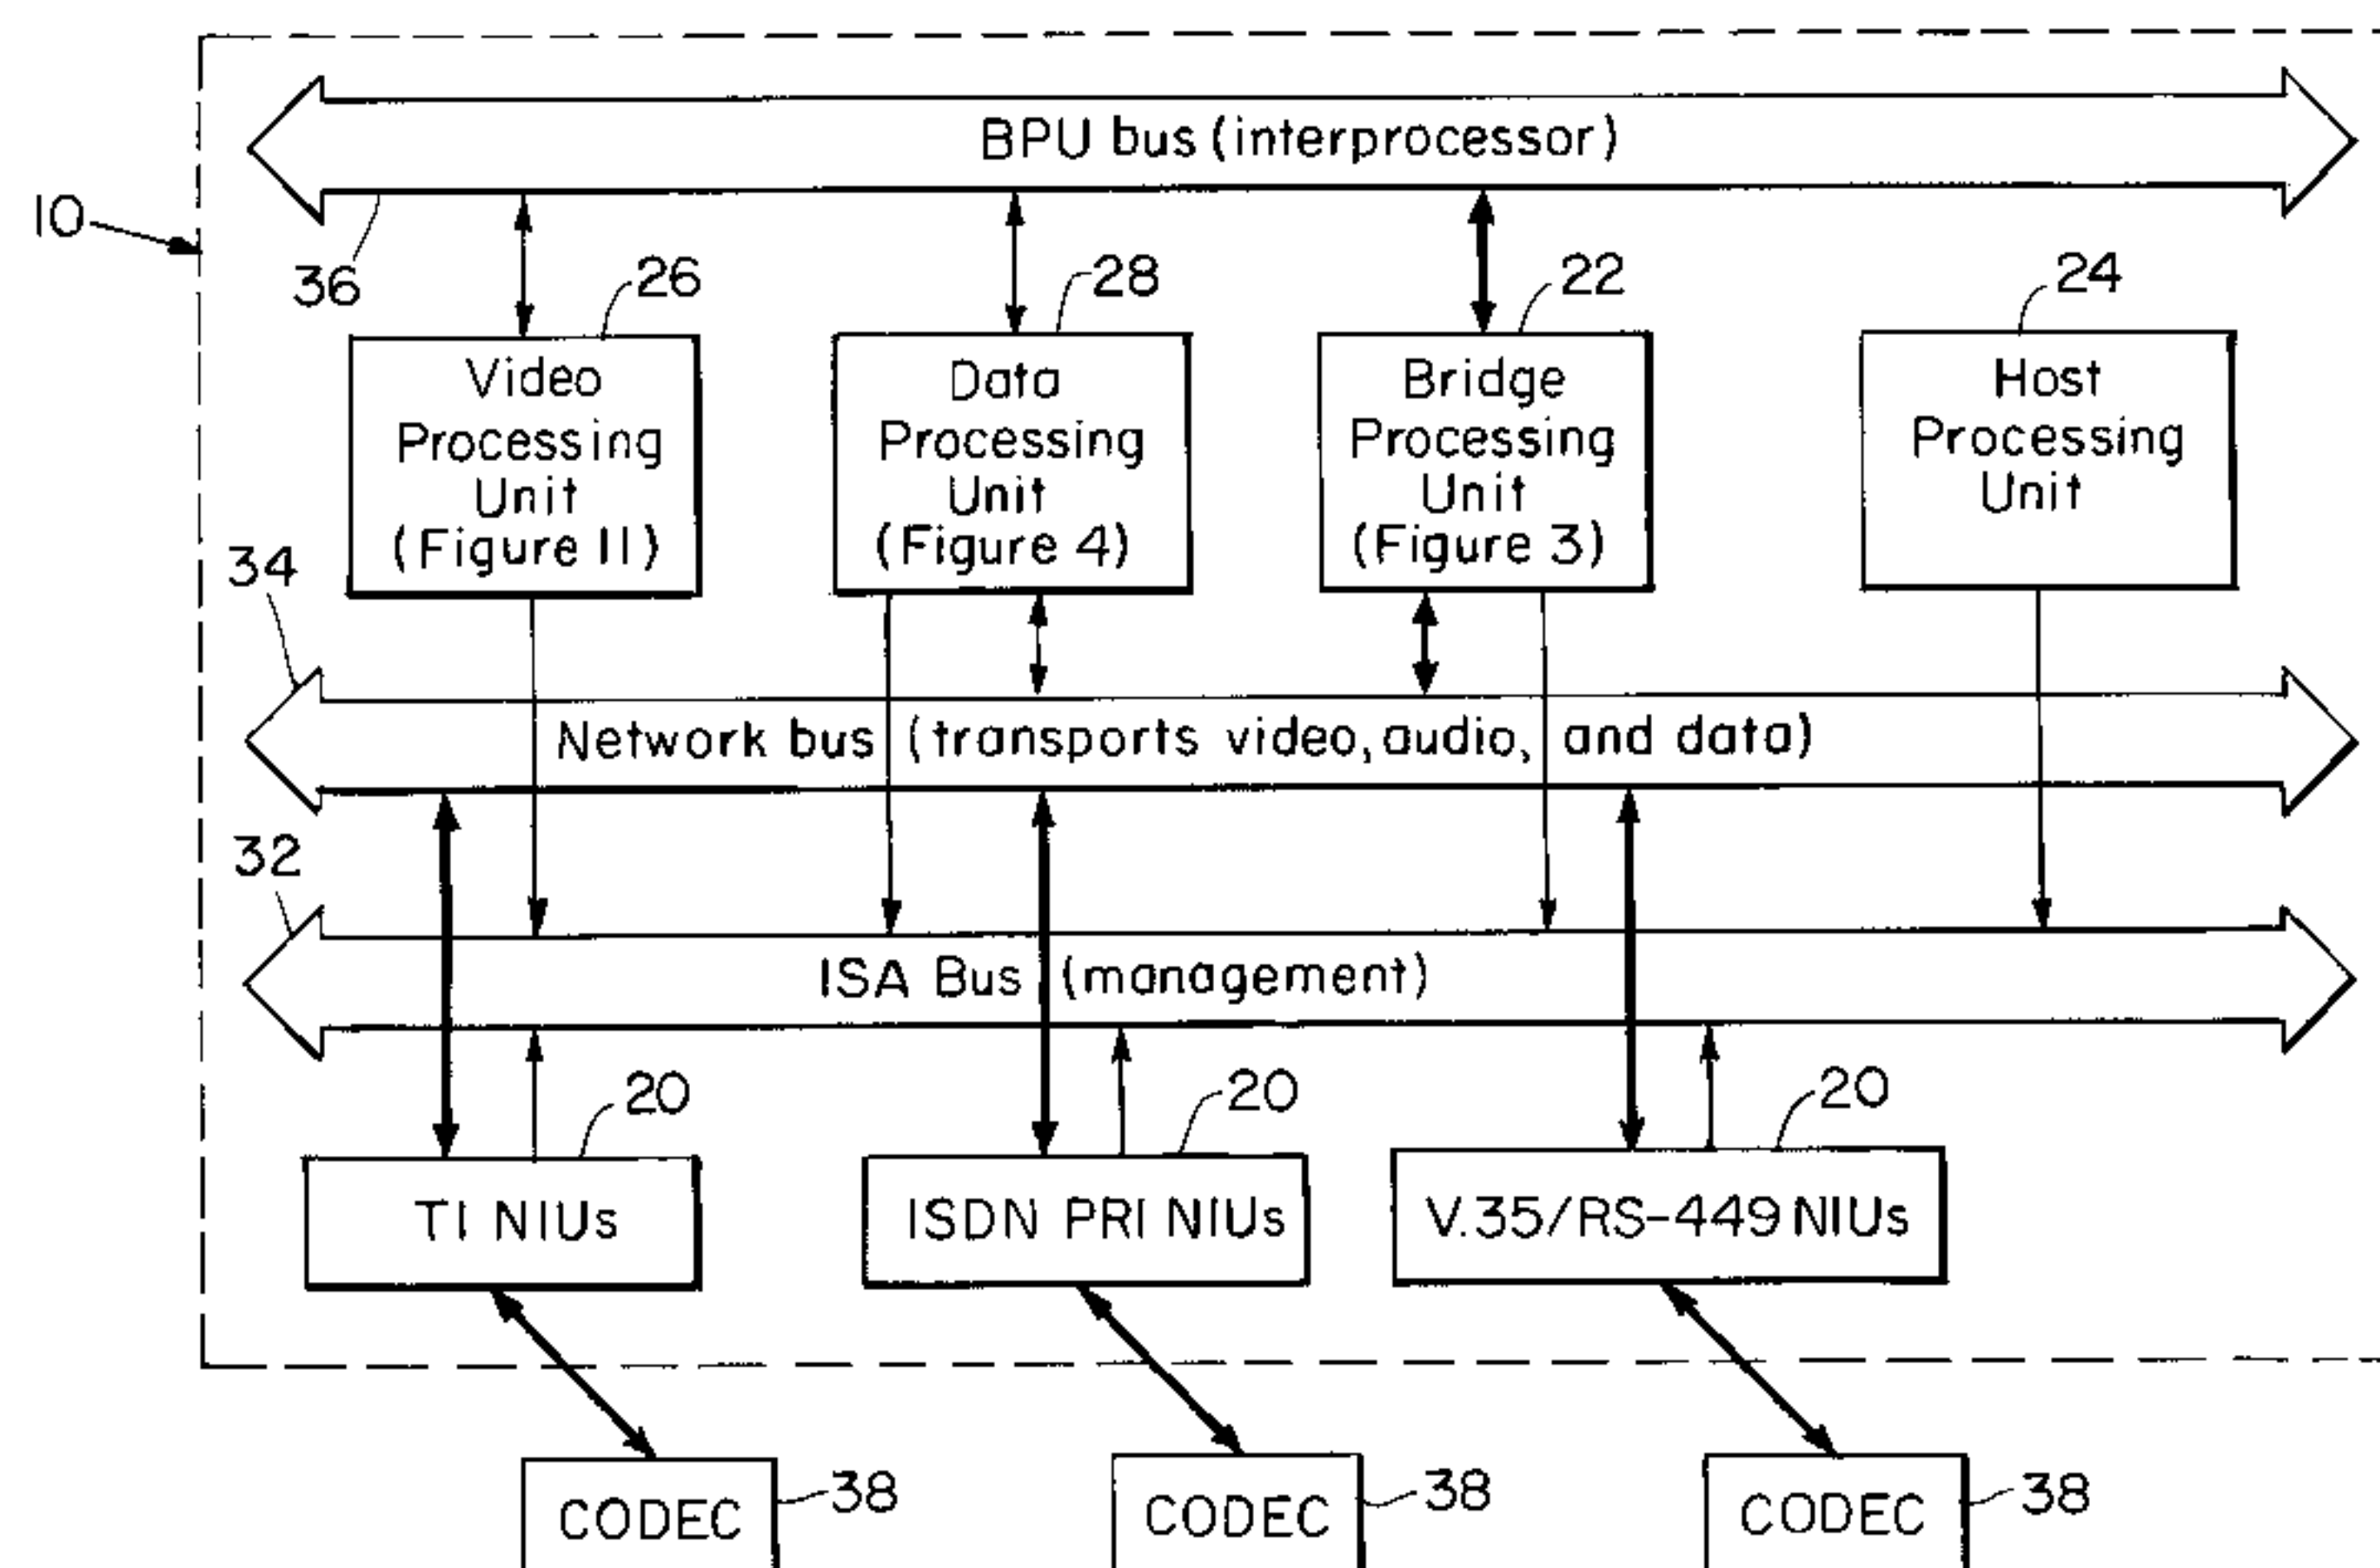 BPU bus (interprocessor)
10
36
26
28
22
24
Video
Processing
Unit
(Figure 11)
Data
Processing
Unit
(Figure 4)
Bridge
Processing
Unit
(Figure 3)
Host
Processing
Unit
34
Network bus (transports video, audio, and data)
32
ISA Bus (management)
20
20
20
T1 NIUs
ISDN PRI NIUs
V.35/RS-449 NIUs
CODEC
38
CODEC
38
CODEC
38